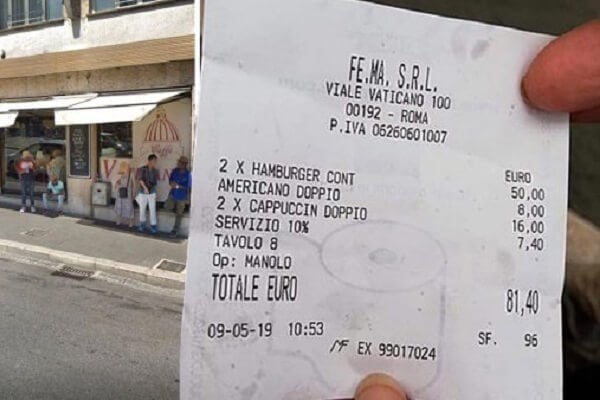 Caffè
FE.MA. S.R.L.
VIALE VATICANO 100
00192 - ROMA
P.IVA 06260601007
EURO
2 X HAMBURGER CONT 50,00
AMERICANO DOPPIO 8,00
2 X CAPPUCCIN DOPPIO 16,00
SERVIZIO 10% 7,40
TAVOLO 8
Op: MANOLO
TOTALE EURO 81,40
09-05-19 10:53 SF. 96
MF EX 99017024